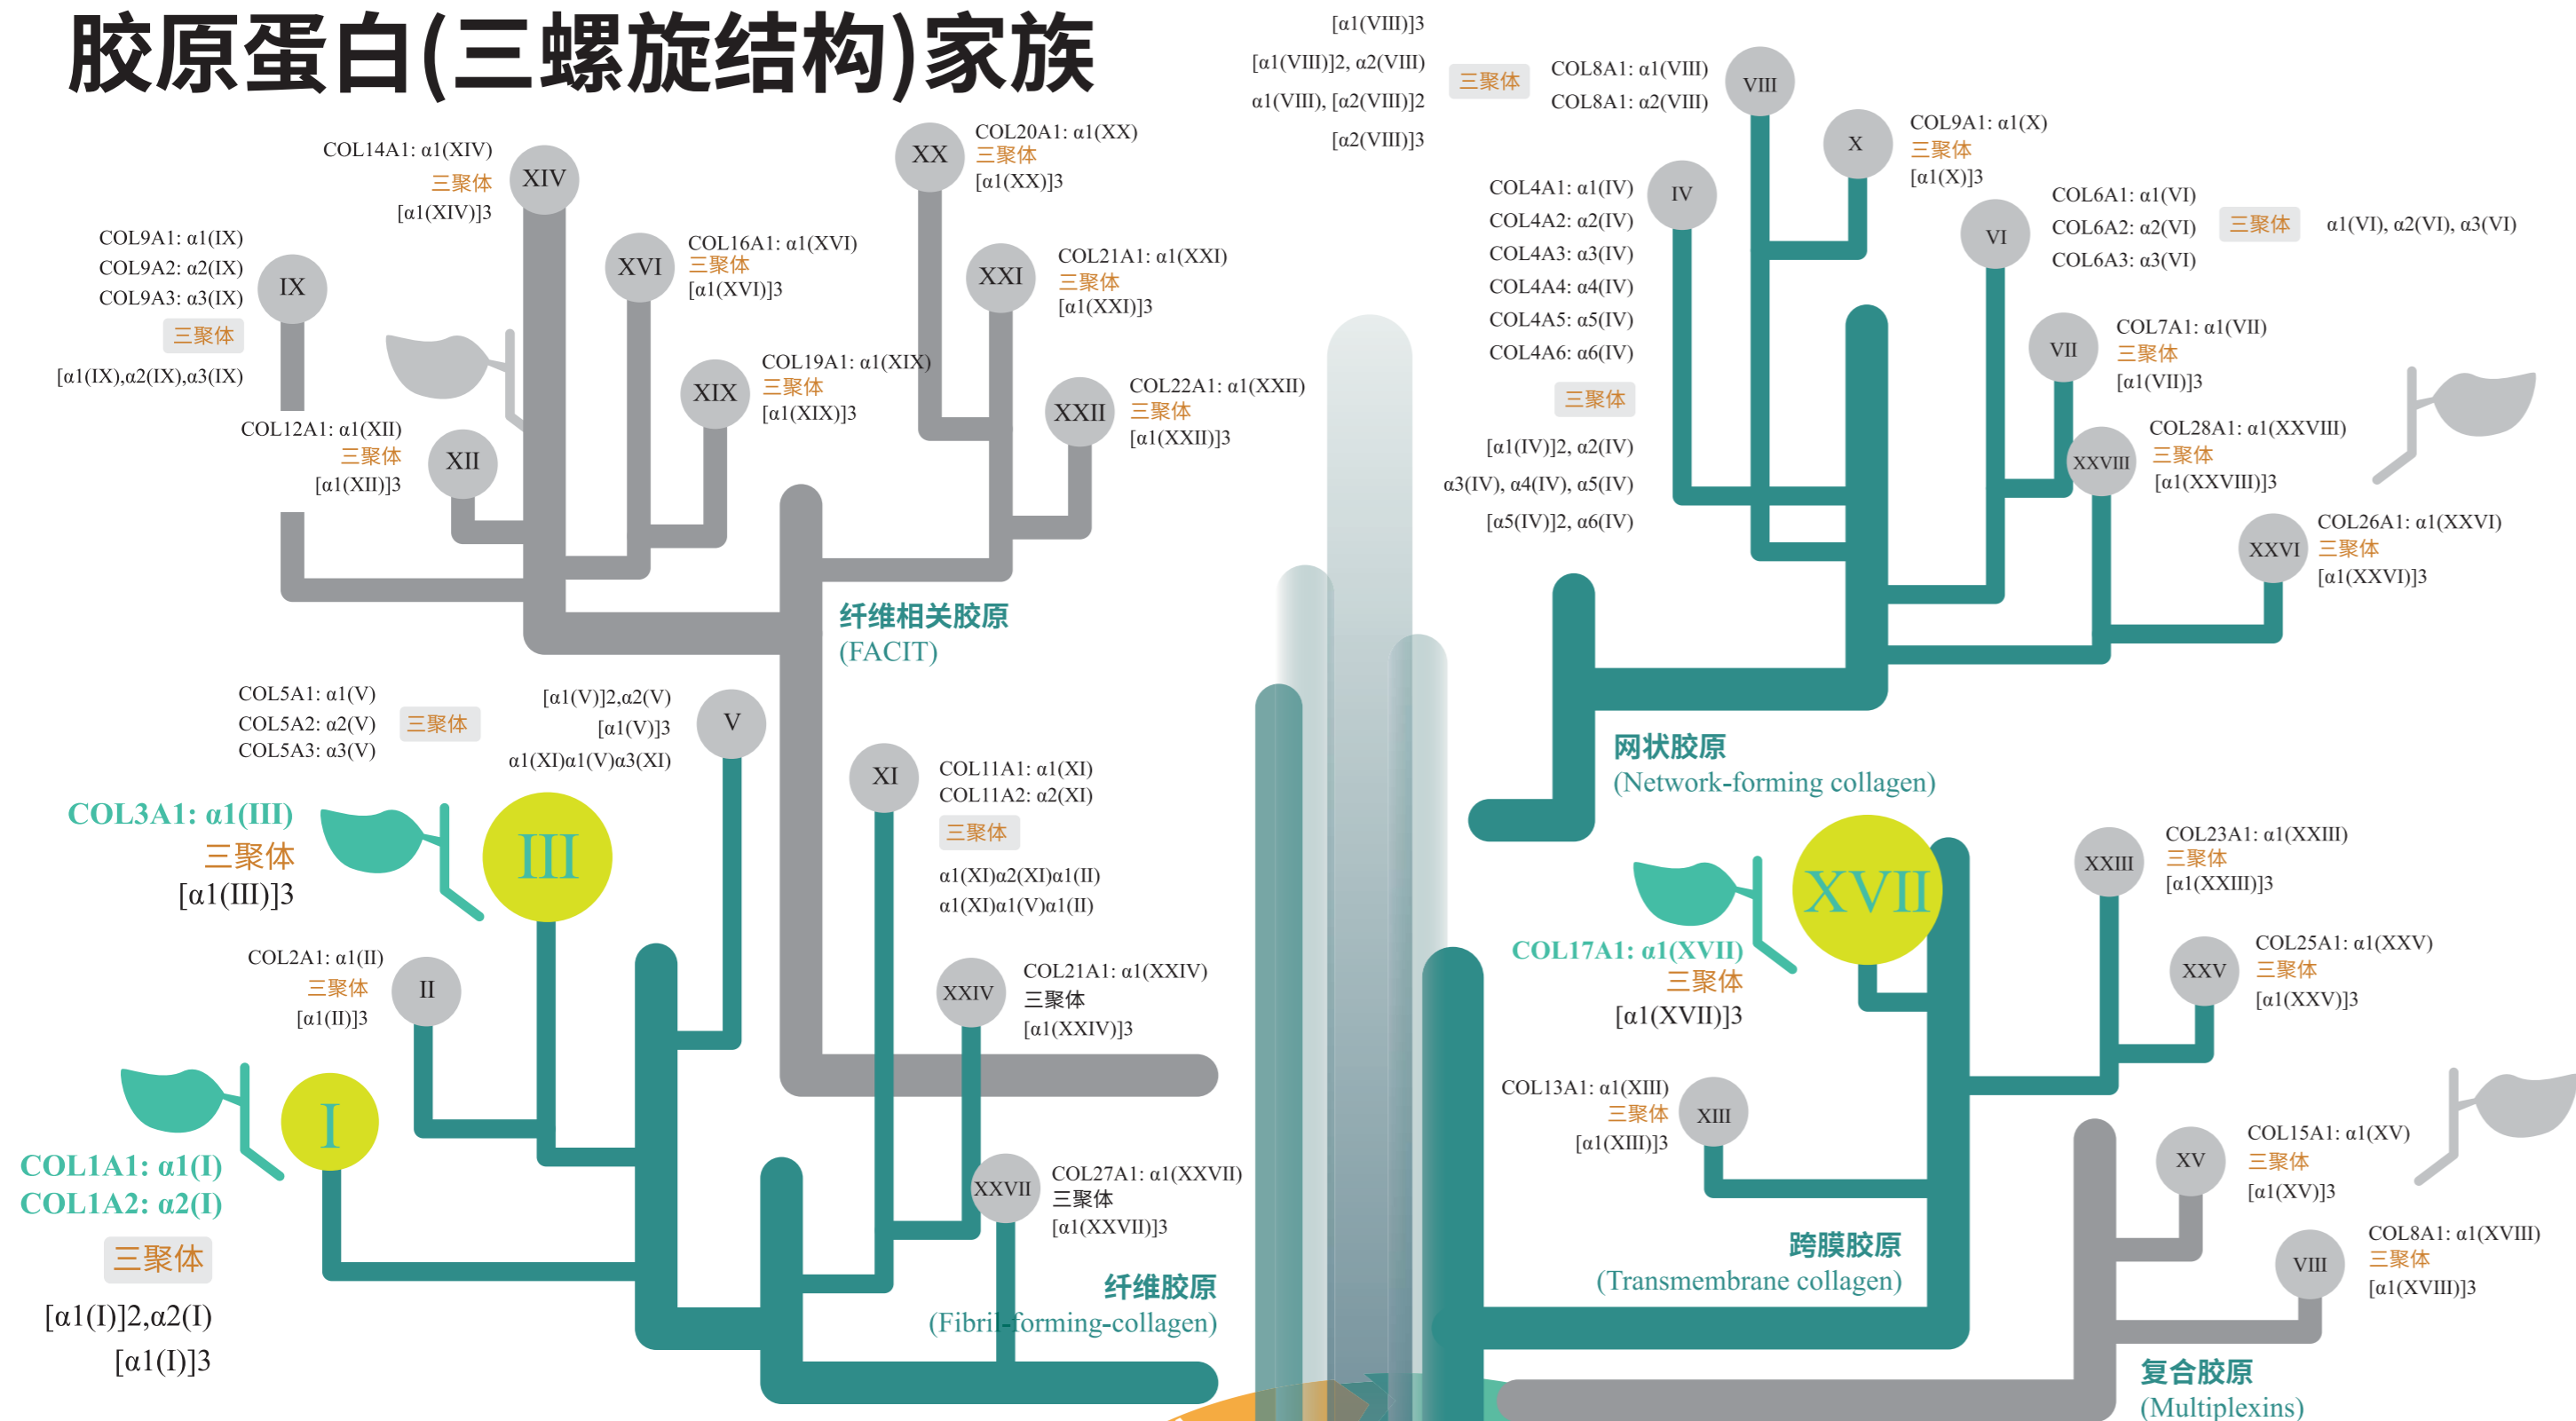 胶原蛋白(三螺旋结构)家族
COL14A1: α1(XIV)
三聚体
[α1(XIV)]3
XIV
COL9A1: α1(IX)
COL9A2: α2(IX)
COL9A3: α3(IX)
三聚体
[α1(IX),α2(IX),α3(IX)
IX
COL12A1: α1(XII)
三聚体
[α1(XII)]3
XII
XVI
COL16A1: α1(XVI)
三聚体
[α1(XVI)]3
XIX
COL19A1: α1(XIX)
三聚体
[α1(XIX)]3
XX
COL20A1: α1(XX)
三聚体
[α1(XX)]3
XXI
COL21A1: α1(XXI)
三聚体
[α1(XXI)]3
XXII
COL22A1: α1(XXII)
三聚体
[α1(XXII)]3
纤维相关胶原
(FACIT)
COL5A1: α1(V)
COL5A2: α2(V)
COL5A3: α3(V)
三聚体
[α1(V)]2,α2(V)
[α1(V)]3
α1(XI)α1(V)α3(XI)
V
COL3A1: α1(III)
三聚体
[α1(III)]3
III
COL2A1: α1(II)
三聚体
[α1(II)]3
II
I
COL1A1: α1(I)
COL1A2: α2(I)
三聚体
[α1(I)]2,α2(I)
[α1(I)]3
XI
COL11A1: α1(XI)
COL11A2: α2(XI)
三聚体
α1(XI)α2(XI)α1(II)
α1(XI)α1(V)α1(II)
XXIV
COL21A1: α1(XXIV)
三聚体
[α1(XXIV)]3
XXVII
COL27A1: α1(XXVII)
三聚体
[α1(XXVII)]3
纤维胶原
(Fibril-forming-collagen)
[α1(VIII)]3
[α1(VIII)]2, α2(VIII)
α1(VIII), [α2(VIII)]2
[α2(VIII)]3
三聚体
COL8A1: α1(VIII)
COL8A1: α2(VIII)
VIII
X
COL9A1: α1(X)
三聚体
[α1(X)]3
COL4A1: α1(IV)
COL4A2: α2(IV)
COL4A3: α3(IV)
COL4A4: α4(IV)
COL4A5: α5(IV)
COL4A6: α6(IV)
三聚体
[α1(IV)]2, α2(IV)
α3(IV), α4(IV), α5(IV)
[α5(IV)]2, α6(IV)
IV
VI
COL6A1: α1(VI)
COL6A2: α2(VI)
COL6A3: α3(VI)
三聚体
α1(VI), α2(VI), α3(VI)
VII
COL7A1: α1(VII)
三聚体
[α1(VII)]3
XXVIII
COL28A1: α1(XXVIII)
三聚体
[α1(XXVIII)]3
XXVI
COL26A1: α1(XXVI)
三聚体
[α1(XXVI)]3
网状胶原
(Network-forming collagen)
XVII
COL17A1: α1(XVII)
三聚体
[α1(XVII)]3
XXIII
COL23A1: α1(XXIII)
三聚体
[α1(XXIII)]3
XXV
COL25A1: α1(XXV)
三聚体
[α1(XXV)]3
COL13A1: α1(XIII)
三聚体
[α1(XIII)]3
XIII
跨膜胶原
(Transmembrane collagen)
XV
COL15A1: α1(XV)
三聚体
[α1(XV)]3
VIII
COL8A1: α1(XVIII)
三聚体
[α1(XVIII)]3
复合胶原
(Multiplexins)